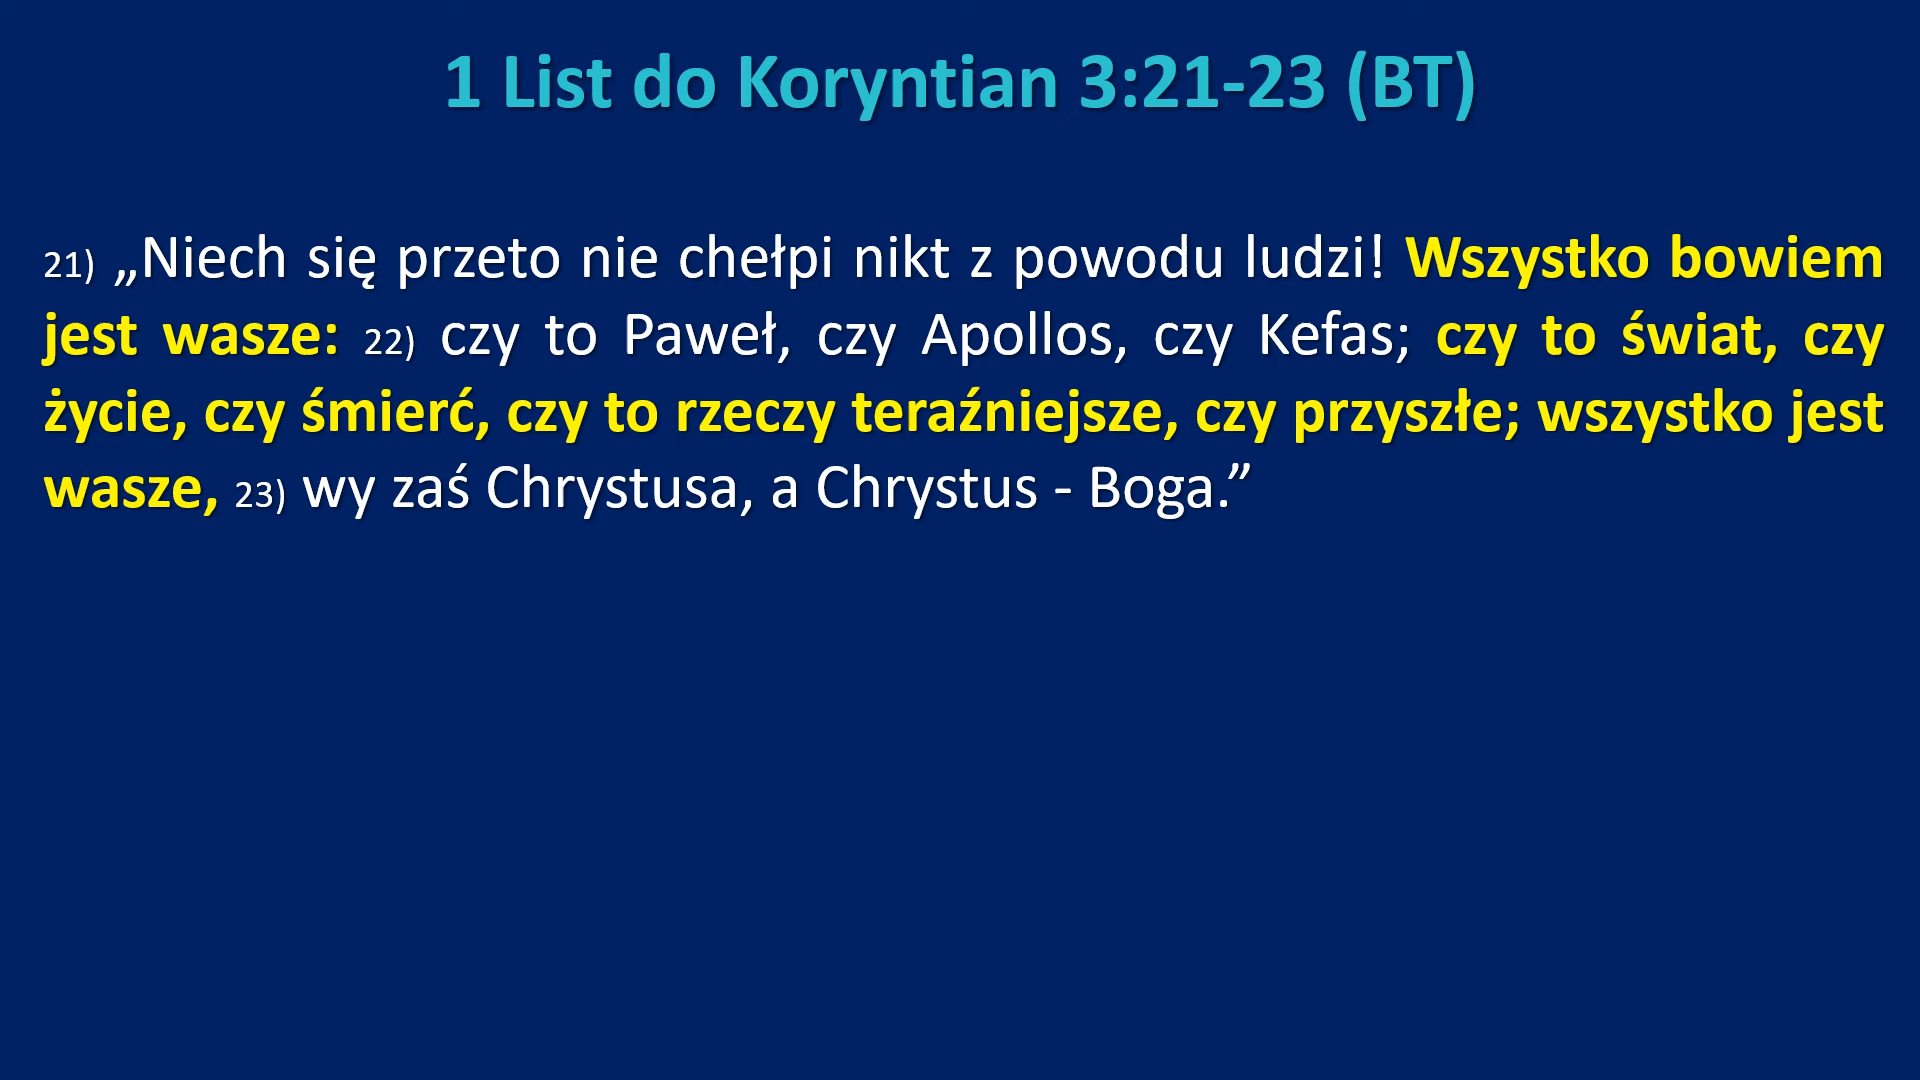 1 List do Koryntian 3:21-23 (BT)
21) „Niech się przeto nie chełpi nikt z powodu ludzi! Wszystko bowiem
jest wasze: 22) czy to Paweł, czy Apollos, czy Kefas; czy to świat, czy
życie, czy śmierć, czy to rzeczy teraźniejsze, czy przyszłe; wszystko jest
wasze, 23) wy zaś Chrystusa, a Chrystus - Boga.”